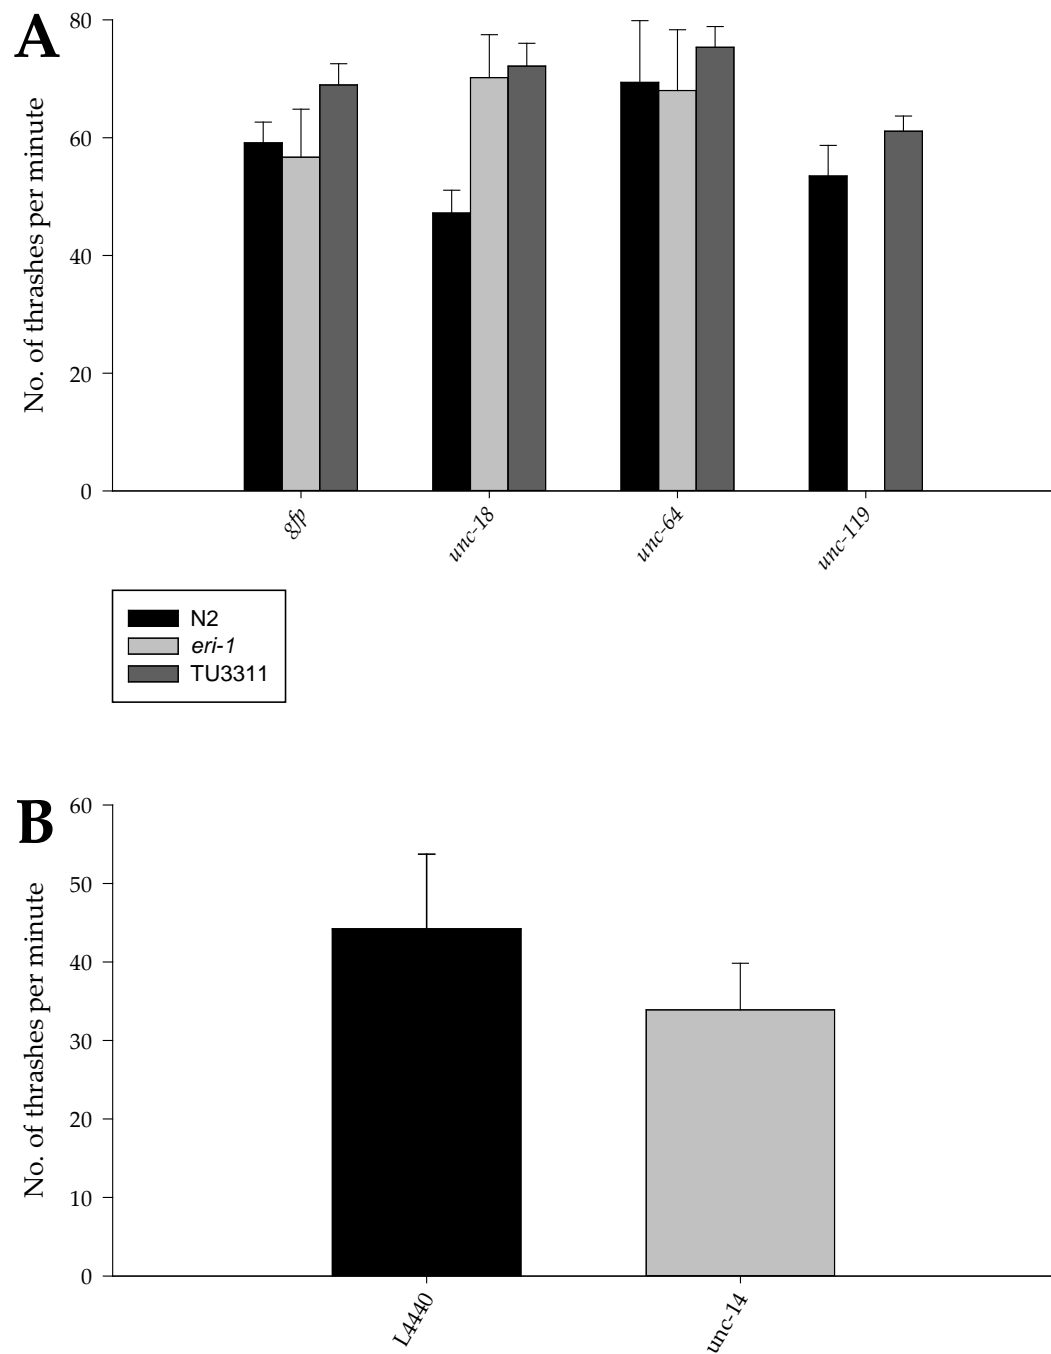 A
80
60
40
20
0
No. of thrashes per minute
gfp
unc-18
unc-64
unc-119
N2
eri-1
TU3311
B
60
50
40
30
20
10
0
No. of thrashes per minute
L4440
unc-14